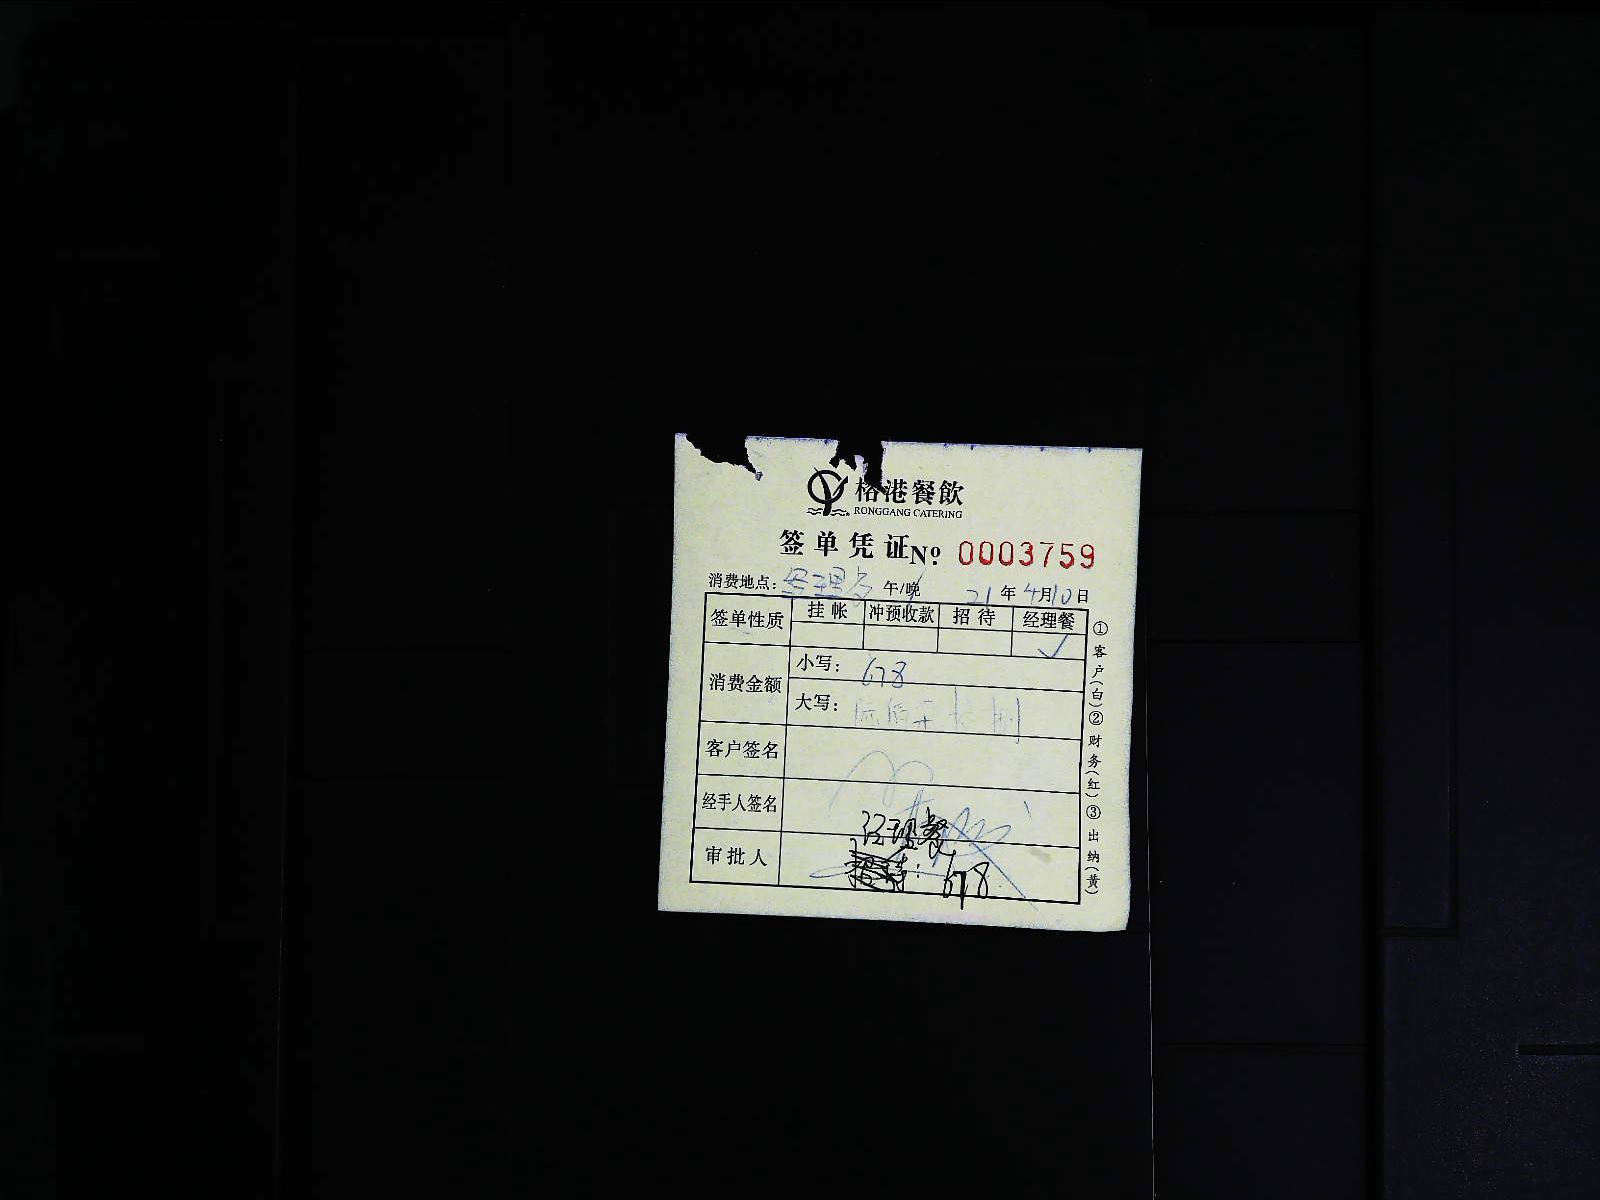 榕港餐飲
RONGGANG CATERING
签单凭证 Nº 0003759
消费地点: 经理餐 午/晚 21年4月10日
签单性质 挂帐 冲预收款 招待 经理餐
✓
消费金额 小写: 678
大写:
客户签名
经手人签名
经理餐
审批人 招待: 678
①客户(白)②财务(红)③出纳(黄)